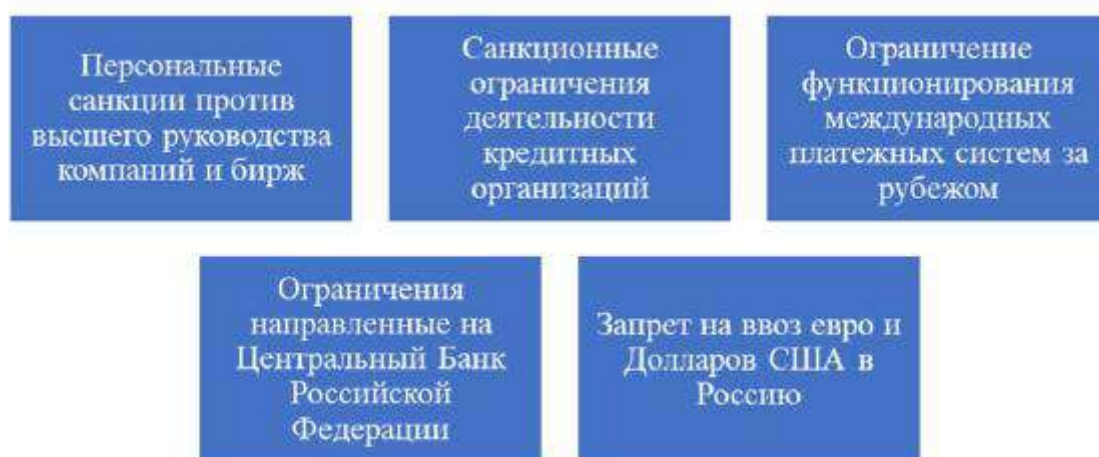 Персональные
санкции против
высшего руководства
компаний и бирж
Санкционные
ограничения
деятельности
кредитных
организаций
Ограничение
функционирования
международных
платежных систем за
рубежом
Ограничения
направленные на
Центральный Банк
Российской
Федерации
Запрет на ввоз евро и
Долларов США в
Россию